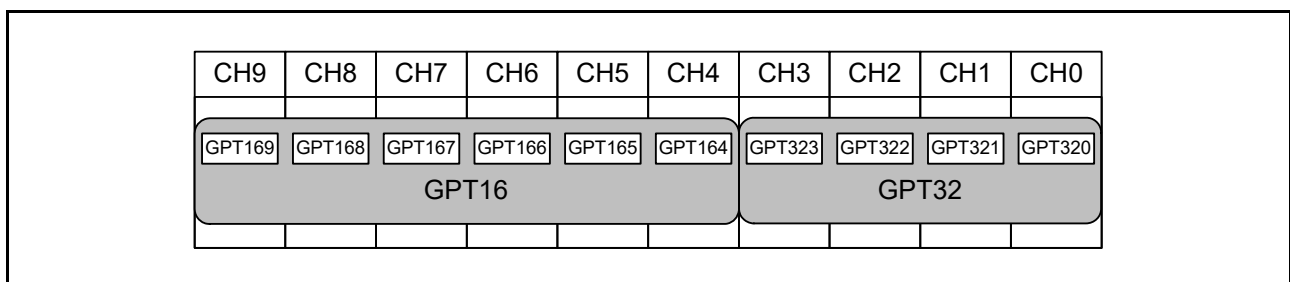 CH9 CH8 CH7 CH6 CH5 CH4 CH3 CH2 CH1 CH0
GPT169 GPT168 GPT167 GPT166 GPT165 GPT164 GPT323 GPT322 GPT321 GPT320
GPT16 GPT32